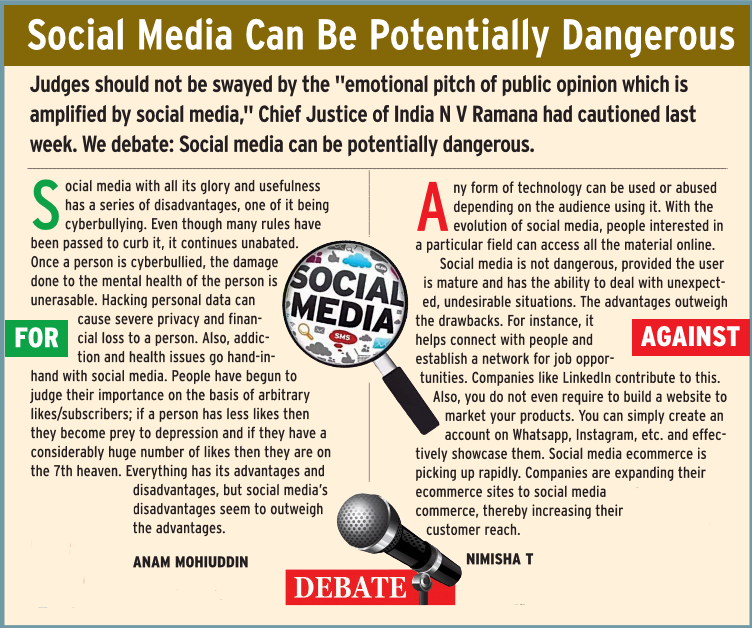 Social Media Can Be Potentially Dangerous
Judges should not be swayed by the "emotional pitch of public opinion which is
amplified by social media," Chief Justice of India N V Ramana had cautioned last
week. We debate: Social media can be potentially dangerous.
Social media with all its glory and usefulness
has a series of disadvantages, one of it being
cyberbullying. Even though many rules have
been passed to curb it, it continues unabated.
Once a person is cyberbullied, the damage
done to the mental health of the person is
unerasable. Hacking personal data can
cause severe privacy and finan-
cial loss to a person. Also, addic-
tion and health issues go hand-in-
hand with social media. People have begun to
judge their importance on the basis of arbitrary
likes/subscribers; if a person has less likes then
they become prey to depression and if they have a
considerably huge number of likes then they are on
the 7th heaven. Everything has its advantages and
disadvantages, but social media's
disadvantages seem to outweigh
the advantages.
ANAM MOHIUDDIN
FOR
SOCIAL
MEDIA
SMS
Any form of technology can be used or abused
depending on the audience using it. With the
evolution of social media, people interested in
a particular field can access all the material online.
Social media is not dangerous, provided the user
is mature and has the ability to deal with unexpect-
ed, undesirable situations. The advantages outweigh
the drawbacks. For instance, it
helps connect with people and
establish a network for job oppor-
tunities. Companies like LinkedIn contribute to this.
Also, you do not even require to build a website to
market your products. You can simply create an
account on Whatsapp, Instagram, etc. and effec-
tively showcase them. Social media ecommerce is
picking up rapidly. Companies are expanding their
ecommerce sites to social media
commerce, thereby increasing their
customer reach.
NIMISHA T
AGAINST
DEBATE